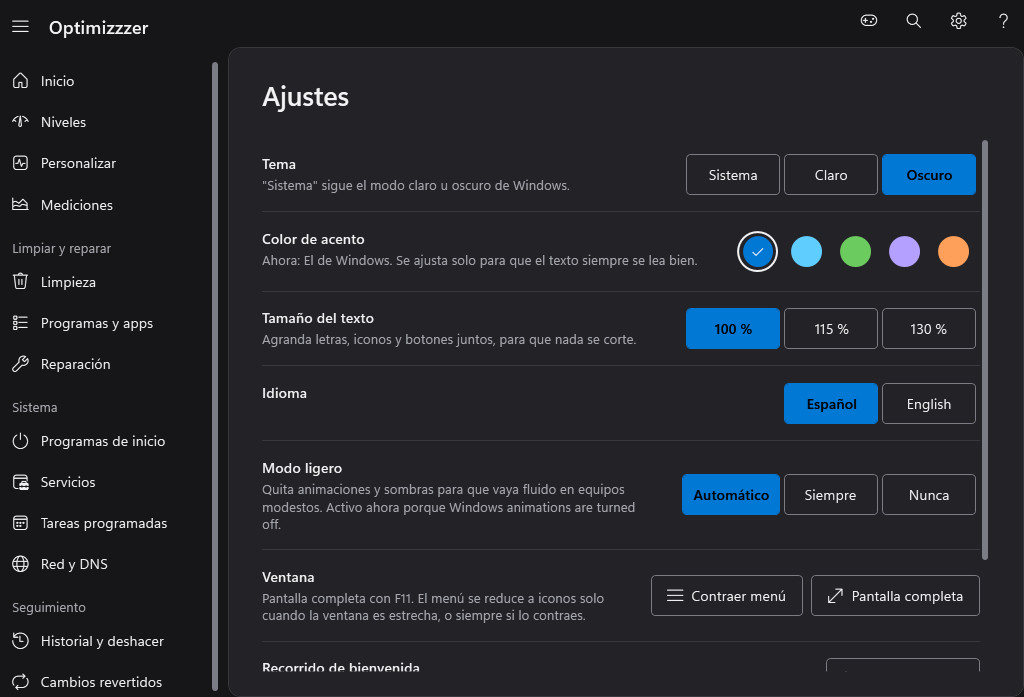 Optimizzzer
Inicio
Niveles
Personalizar
Mediciones
Limpiar y reparar
Limpieza
Programas y apps
Reparación
Sistema
Programas de inicio
Servicios
Tareas programadas
Red y DNS
Seguimiento
Historial y deshacer
Cambios revertidos
Ajustes
Tema
"Sistema" sigue el modo claro u oscuro de Windows.
Sistema Claro Oscuro
Color de acento
Ahora: El de Windows. Se ajusta solo para que el texto siempre se lea bien.
Tamaño del texto
Agranda letras, iconos y botones juntos, para que nada se corte.
100 % 115 % 130 %
Idioma
Español English
Modo ligero
Quita animaciones y sombras para que vaya fluido en equipos
modestos. Activo ahora porque Windows animations are turned
off.
Automático Siempre Nunca
Ventana
Pantalla completa con F11. El menú se reduce a iconos solo
cuando la ventana es estrecha, o siempre si lo contraes.
Contraer menú Pantalla completa
Recorrido de bienvenida